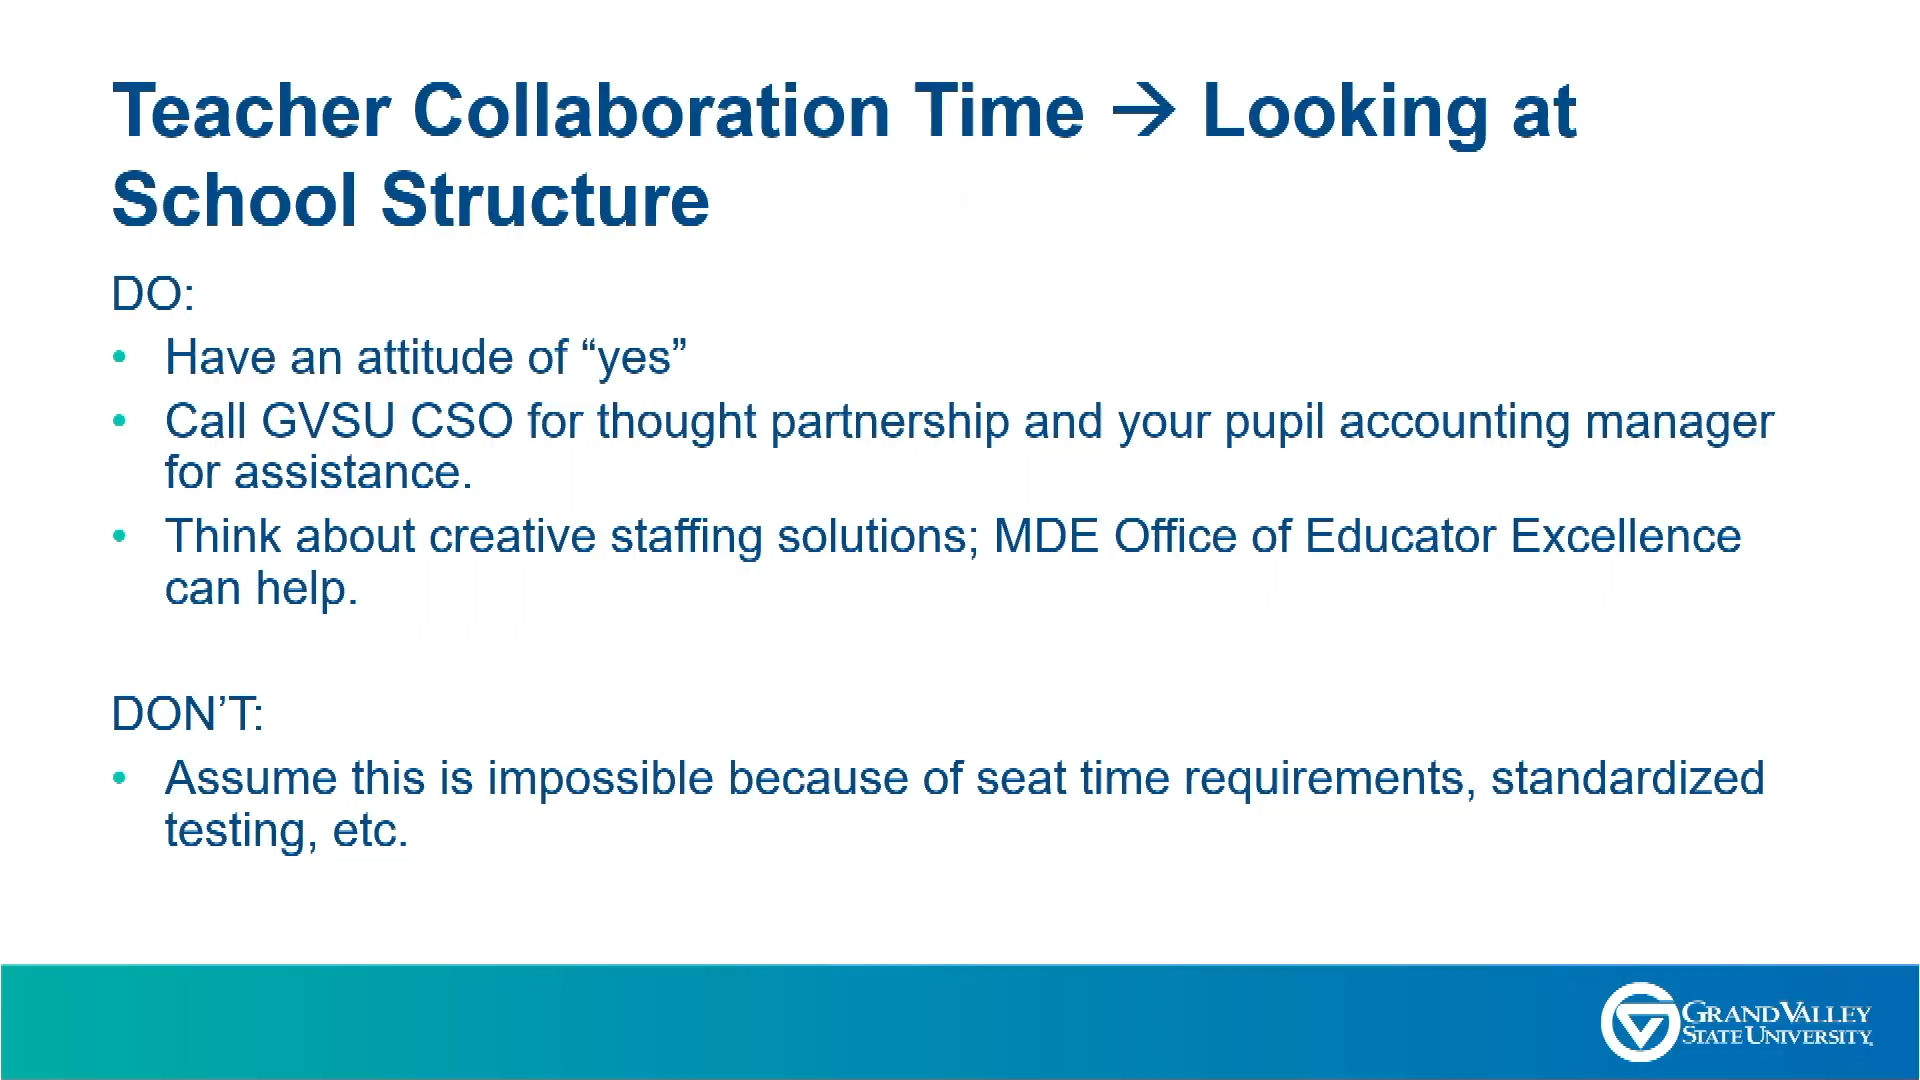 Teacher Collaboration Time → Looking at
School Structure
DO:
• Have an attitude of “yes”
• Call GVSU CSO for thought partnership and your pupil accounting manager
for assistance.
• Think about creative staffing solutions; MDE Office of Educator Excellence
can help.
DON’T:
• Assume this is impossible because of seat time requirements, standardized
testing, etc.
GRAND VALLEY
STATE UNIVERSITY.